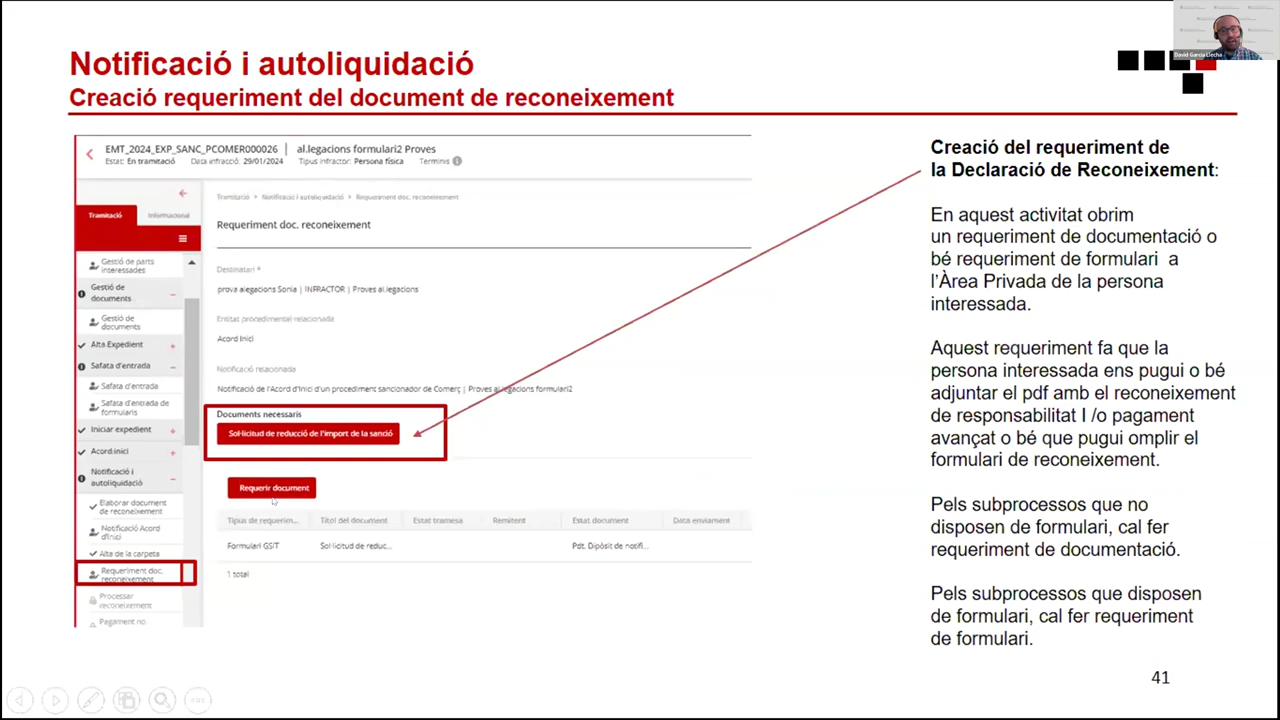 David Garcia Llecha
Notificació i autoliquidació
Creació requeriment del document de reconeixement
EMT_2024_EXP_SANC_PCOMER000026 | al.legacions formulari2 Proves
Estat: En tramitació Data infracció: 29/01/2024 Tipus infractor: Persona física Terminis
Tramitació > Notificació i autoliquidació > Requeriment doc. reconeixement
Tramitació Informacional
Requeriment doc. reconeixement
Gestió de parts
interessades
Gestió de
documents
Gestió de
documents
Alta Expedient
Safata d'entrada
Safata d'entrada
Safata d'entrada de
formularis
Iniciar expedient
Acord inici
Notificació i
autoliquidació
Elaborar document
de reconeixement
Notificació Acord
d'Inici
Alta de la carpeta
Requeriment doc.
reconeixement
Processar
reconeixement
Pagament no
Destinatari *
prova alegacions Sonia | INFRACTOR | Proves al.legacions
Entitat procedimental relacionada
Acord Inici
Notificació relacionada
Notificació de l'Acord d'Inici d'un procediment sancionador de Comerç | Proves al.legacions formulari2
Documents necessaris
Sol·licitud de reducció de l'import de la sanció
Requerir document
Tipus de requerim... Títol del document Estat tramesa Remitent Estat document Data enviament
Formulari GSIT Sol·licitud de reduc... Pdt. Dipòsit de notifi...
1 total
Creació del requeriment de
la Declaració de Reconeixement:
En aquest activitat obrim
un requeriment de documentació o
bé requeriment de formulari a
l'Àrea Privada de la persona
interessada.
Aquest requeriment fa que la
persona interessada ens pugui o bé
adjuntar el pdf amb el reconeixement
de responsabilitat I /o pagament
avançat o bé que pugui omplir el
formulari de reconeixement.
Pels subprocessos que no
disposen de formulari, cal fer
requeriment de documentació.
Pels subprocessos que disposen
de formulari, cal fer requeriment
de formulari.
41